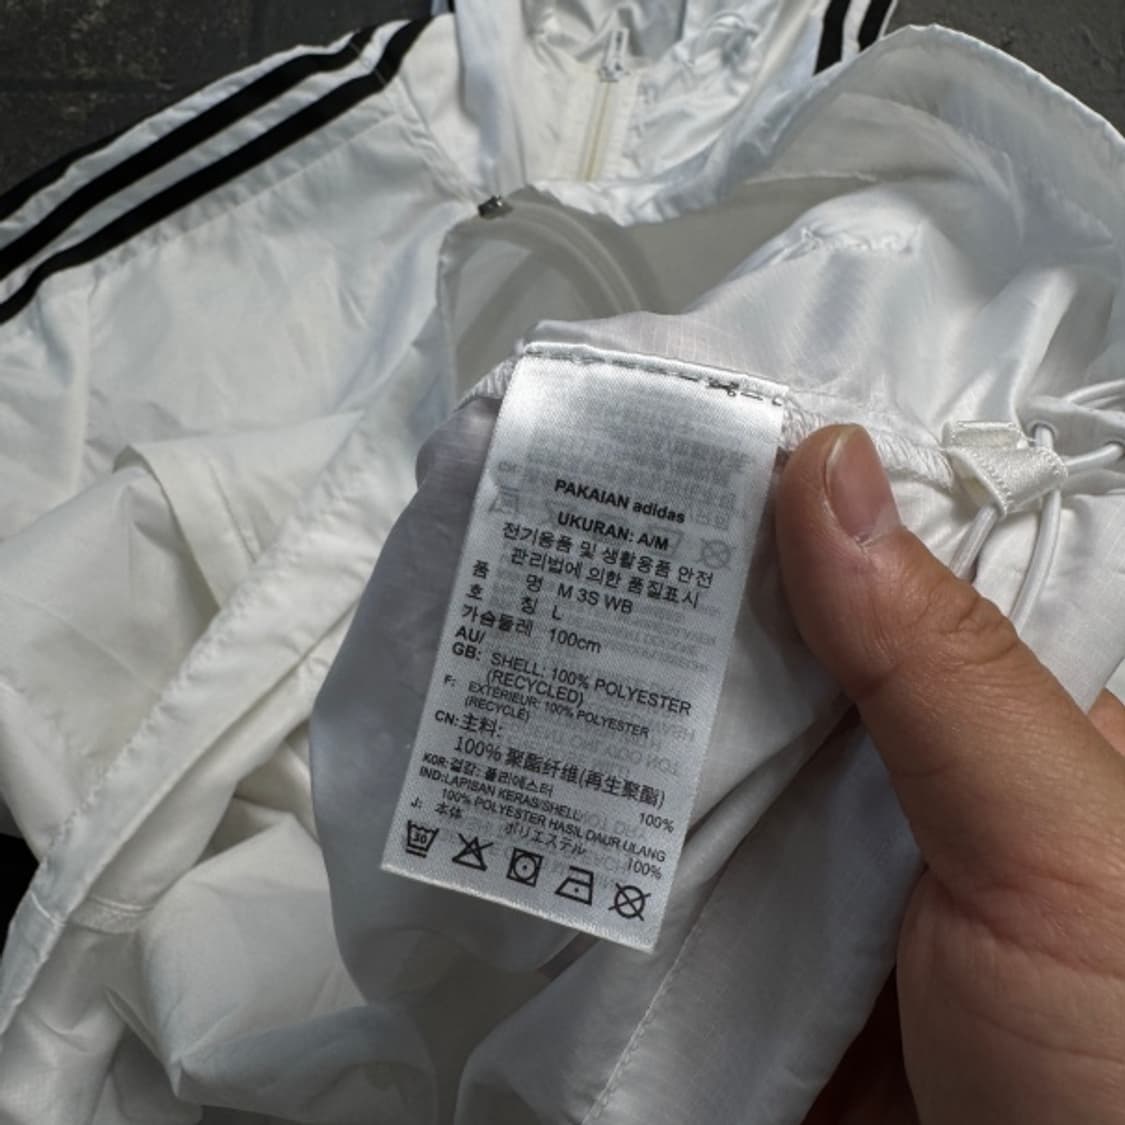 PAKAIAN adidas
UKURAN: A/M
전기용품 및 생활용품 안전
관리법에 의한 품질표시
품 명 M 3S WB
호 칭 L
가슴둘레 100cm
AU/
GB: SHELL: 100% POLYESTER
(RECYCLED)
F: EXTÉRIEUR: 100% POLYESTER
(RECYCLÉ)
CN: 主料:
100% 聚酯纤维(再生聚酯)
KOR: 겉감: 폴리에스터 100%
IND: LAPISAN KERAS/SHELL
100% POLYESTER HASIL DAUR ULANG
J: 本体 ポリエステル 100%
30